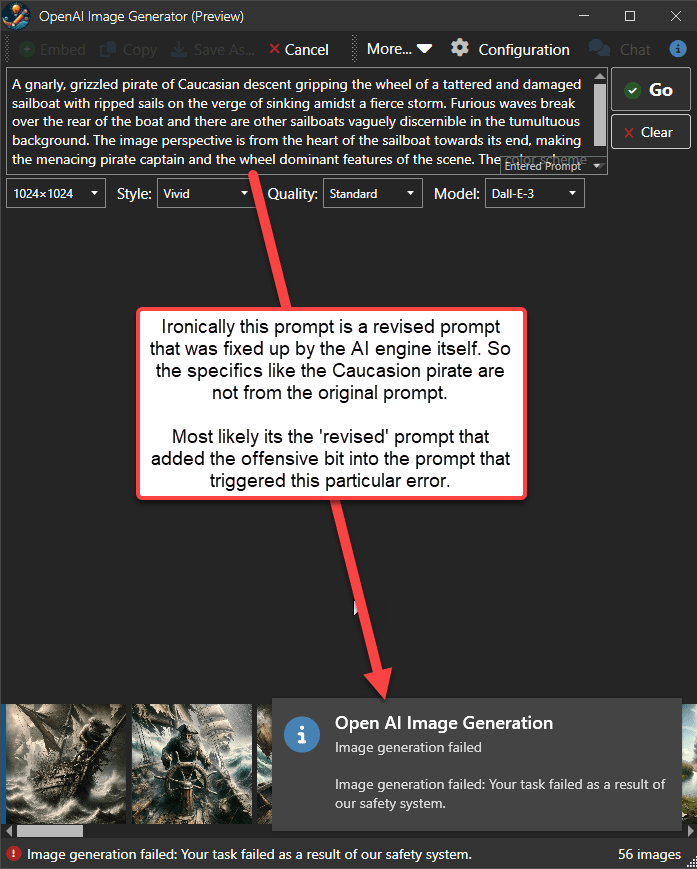 OpenAI Image Generator (Preview)
Embed Copy Save As... Cancel More... Configuration Chat
A gnarly, grizzled pirate of Caucasian descent gripping the wheel of a tattered and damaged
sailboat with ripped sails on the verge of sinking amidst a fierce storm. Furious waves break
over the rear of the boat and there are other sailboats vaguely discernible in the tumultuous
background. The image perspective is from the heart of the sailboat towards its end, making
the menacing pirate captain and the wheel dominant features of the scene. The color scheme
Entered Prompt
Go
Clear
1024×1024 Style: Vivid Quality: Standard Model: Dall-E-3
Ironically this prompt is a revised prompt
that was fixed up by the AI engine itself. So
the specifics like the Caucasion pirate are
not from the original prompt.
Most likely its the 'revised' prompt that
added the offensive bit into the prompt that
triggered this particular error.
Open AI Image Generation
Image generation failed
Image generation failed: Your task failed as a result of
our safety system.
Image generation failed: Your task failed as a result of our safety system. 56 images